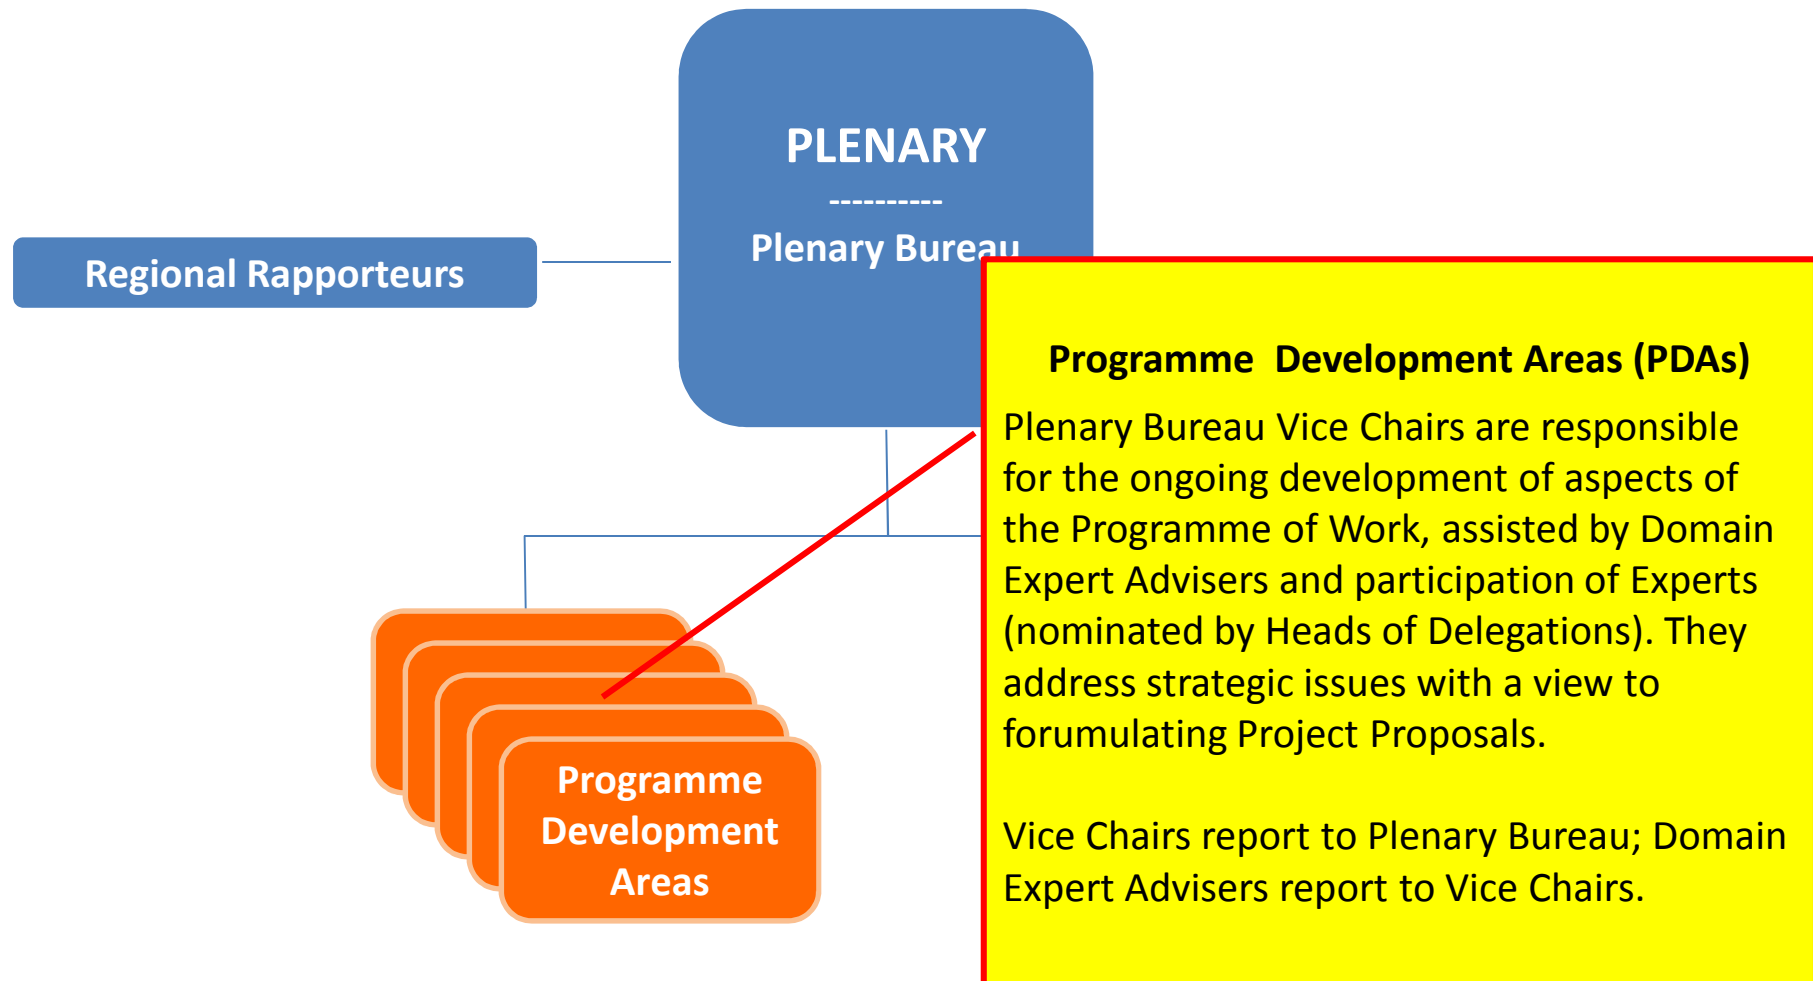 PLENARY
----------
Plenary Bureau
Regional Rapporteurs
Programme Development Areas (PDAs)
Plenary Bureau Vice Chairs are responsible
for the ongoing development of aspects of
the Programme of Work, assisted by Domain
Expert Advisers and participation of Experts
(nominated by Heads of Delegations). They
address strategic issues with a view to
forumulating Project Proposals.
Vice Chairs report to Plenary Bureau; Domain
Expert Advisers report to Vice Chairs.
Programme
Development
Areas